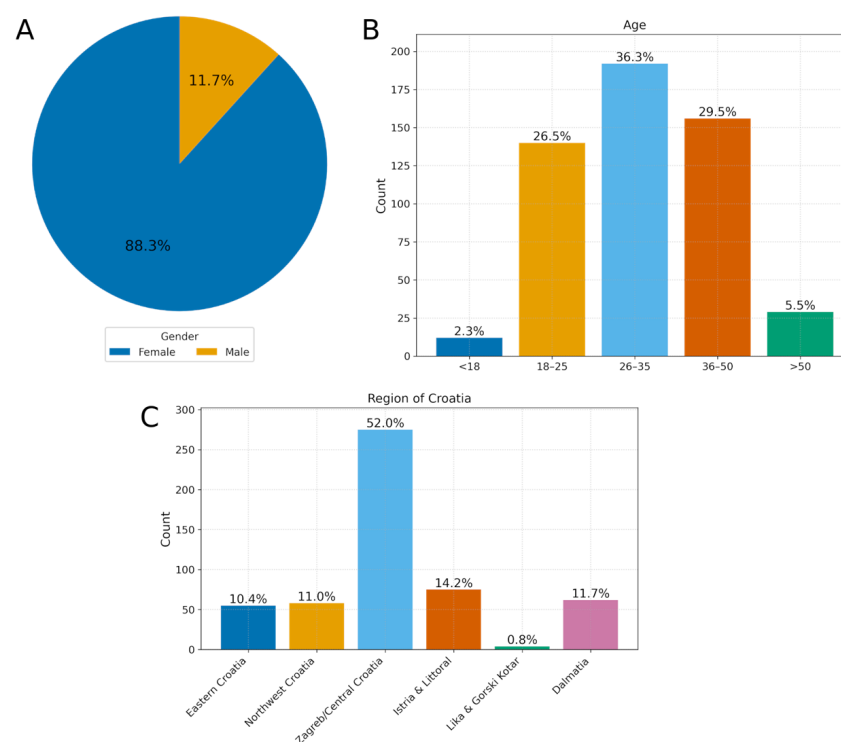 A
11.7%
88.3%
Gender
Female Male
B
Age
Count
200
175
150
125
100
75
50
25
0
2.3%
26.5%
36.3%
29.5%
5.5%
<18 18–25 26–35 36–50 >50
C
Region of Croatia
Count
300
250
200
150
100
50
0
10.4%
11.0%
52.0%
14.2%
0.8%
11.7%
Eastern Croatia
Northwest Croatia
Zagreb/Central Croatia
Istria & Littoral
Lika & Gorski Kotar
Dalmatia